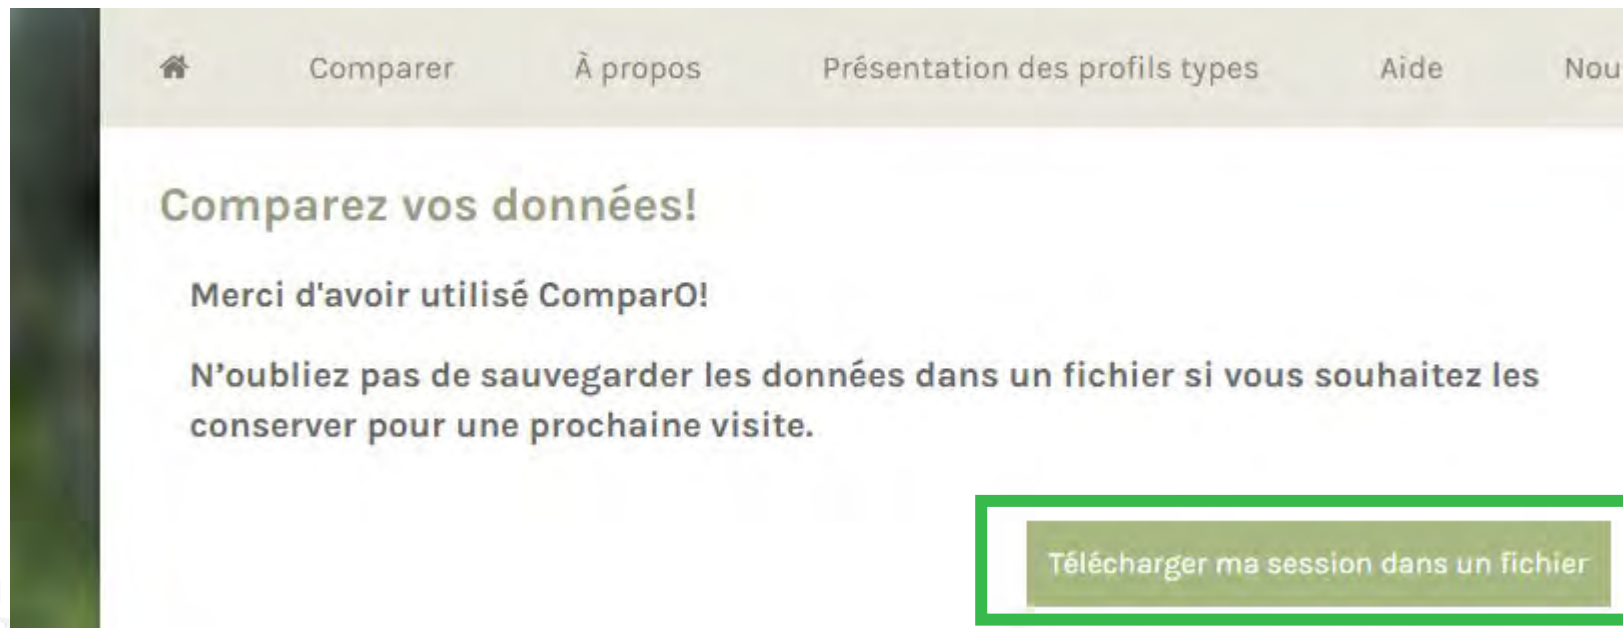 Comparer À propos Présentation des profils types Aide Nou
Comparez vos données!
Merci d'avoir utilisé ComparO!
N’oubliez pas de sauvegarder les données dans un fichier si vous souhaitez les
conserver pour une prochaine visite.
Télécharger ma session dans un fichier